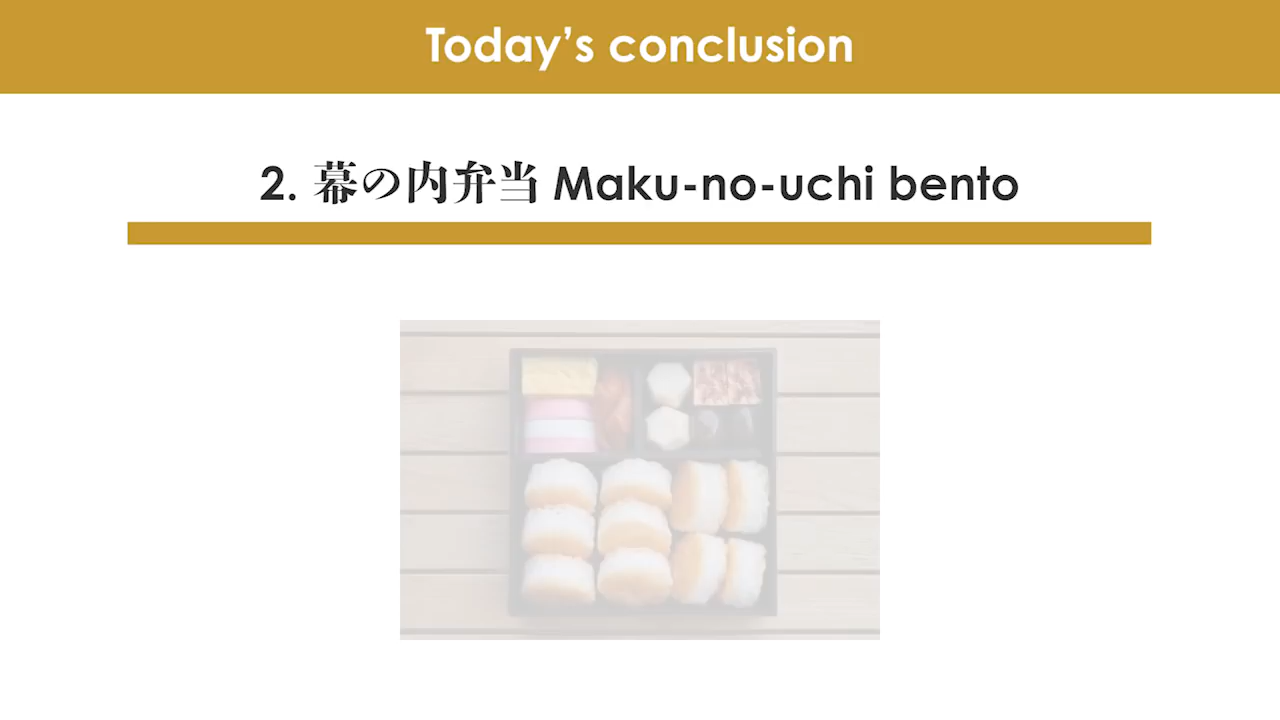 Today’s conclusion
2. 幕の内弁当 Maku-no-uchi bento